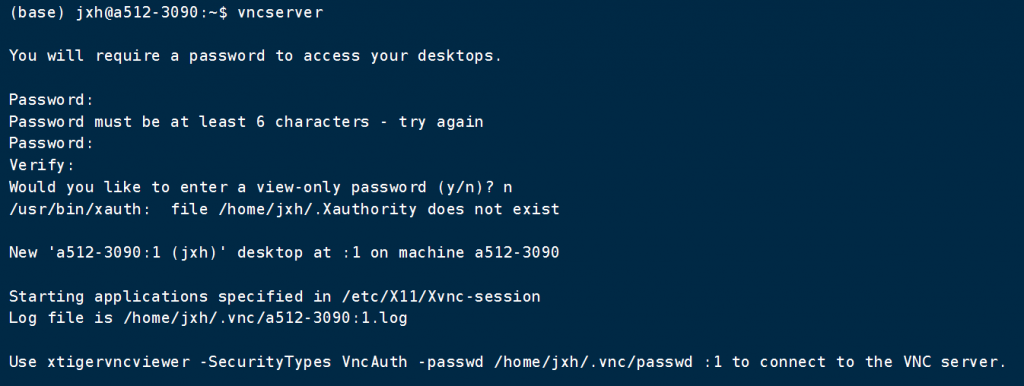 (base) jxh@a512-3090:~$ vncserver
You will require a password to access your desktops.
Password:
Password must be at least 6 characters - try again
Password:
Verify:
Would you like to enter a view-only password (y/n)? n
/usr/bin/xauth:  file /home/jxh/.Xauthority does not exist
New 'a512-3090:1 (jxh)' desktop at :1 on machine a512-3090
Starting applications specified in /etc/X11/Xvnc-session
Log file is /home/jxh/.vnc/a512-3090:1.log
Use xtigervncviewer -SecurityTypes VncAuth -passwd /home/jxh/.vnc/passwd :1 to connect to the VNC server.